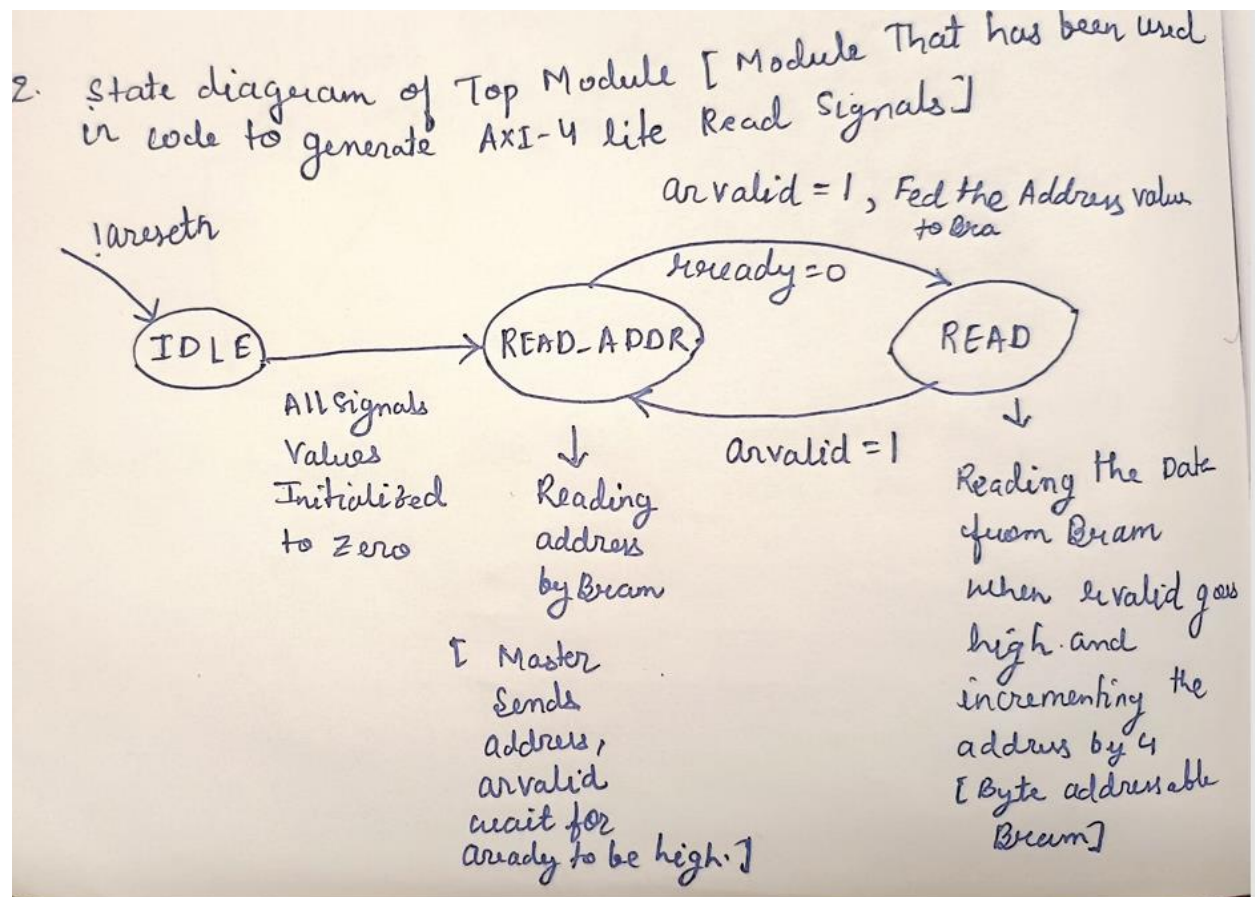 2. State diagram of Top Module [ Module That has been used
in code to generate AXI-4 lite Read Signals ]
arvalid = 1, Fed the Address value
to Bra
!aresetn
rready=0
IDLE
READ_ADDR
READ
arvalid = 1
All Signals
Values
Initialized
to Zero
↓
Reading
address
by Bram
[ Master
Sends
address,
arvalid
wait for
aready to be high. ]
↓
Reading the Data
from Bram
when rvalid goes
high. and
incrementing the
address by 4
[ Byte addressable
Bram ]